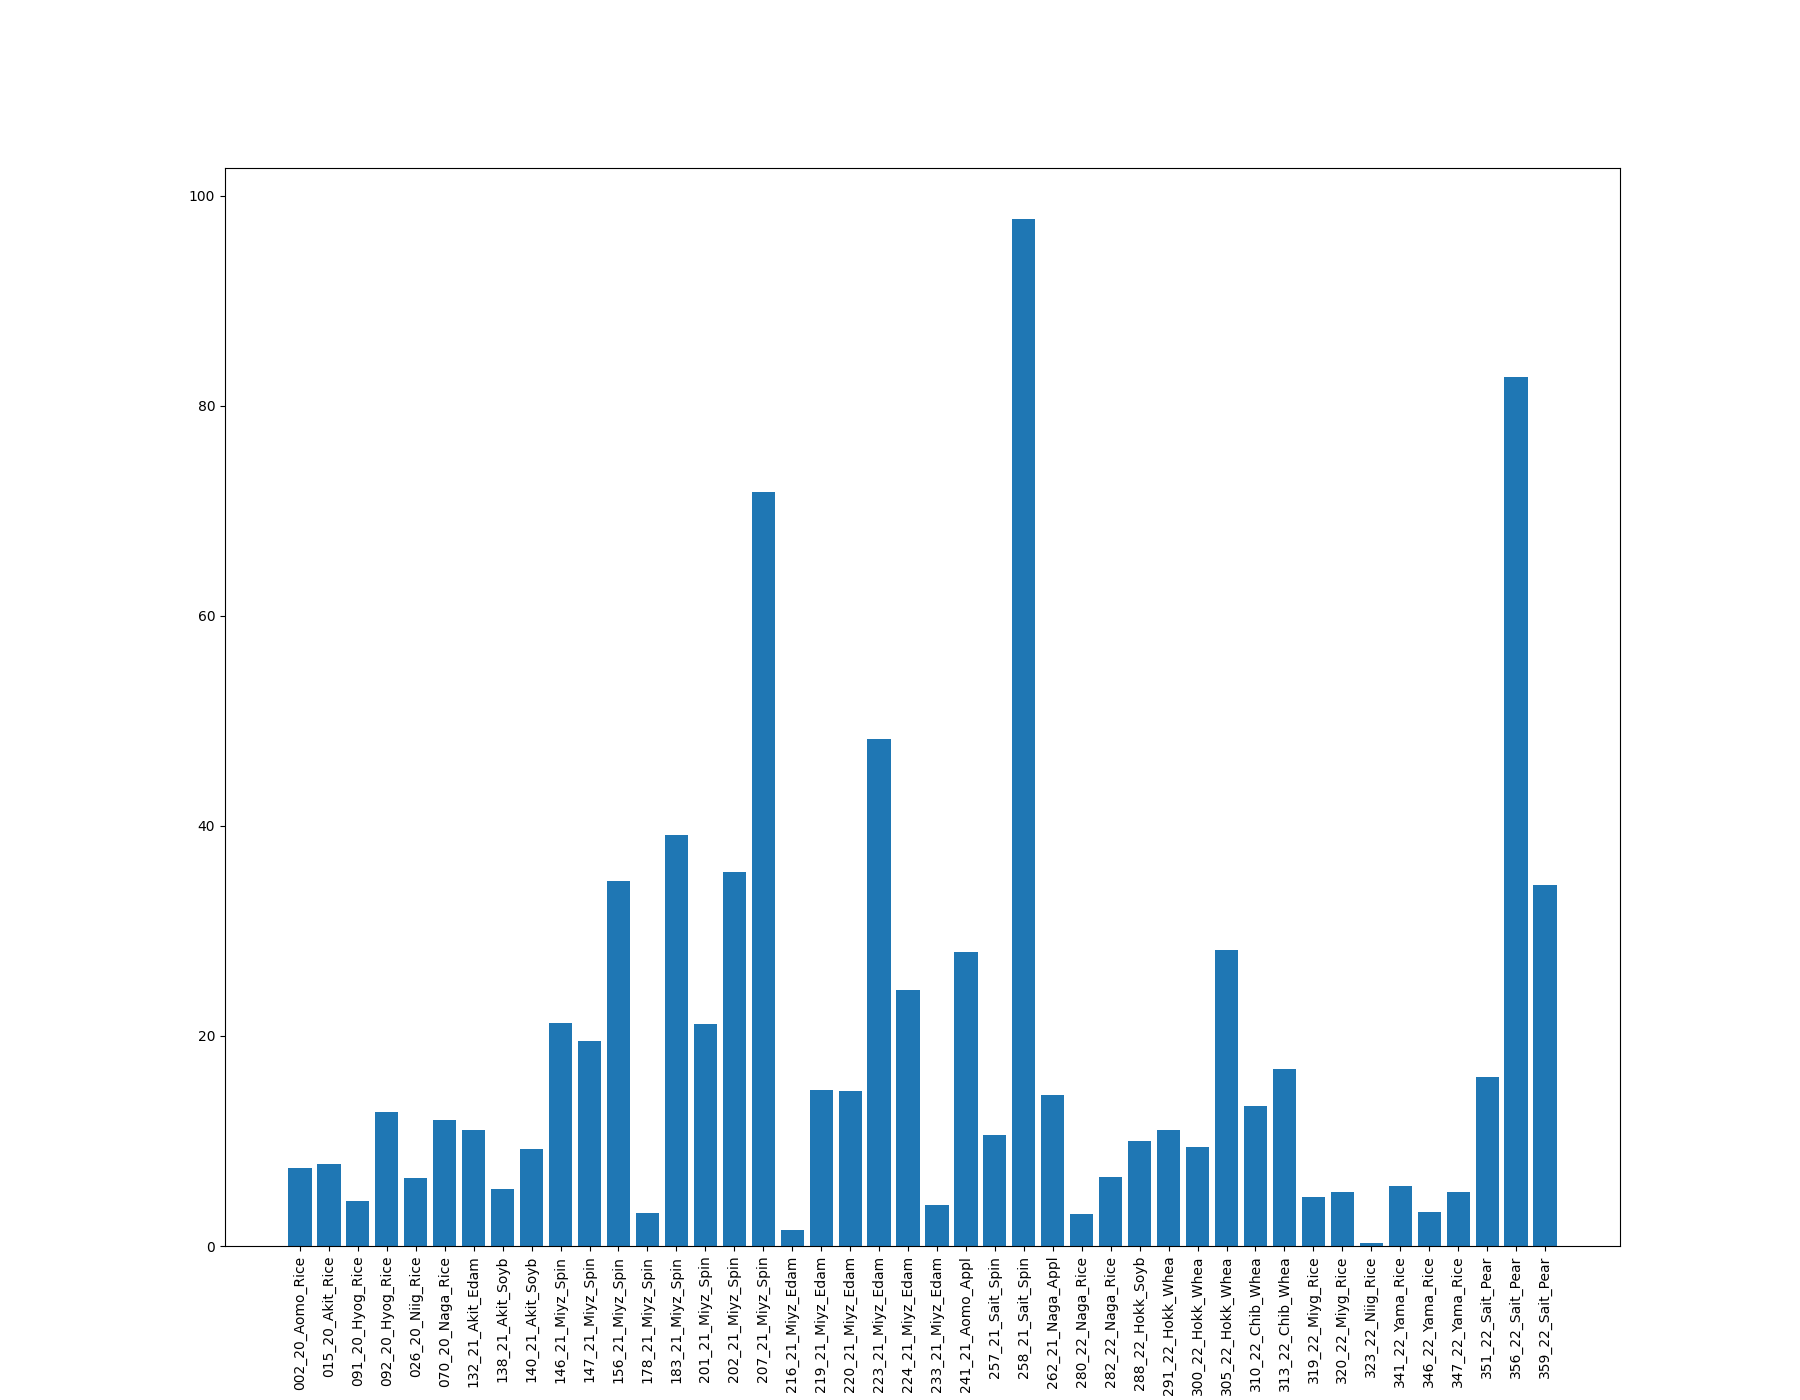 100
80
60
40
20
0
002_20_Aomo_Rice
015_20_Akit_Rice
091_20_Hyog_Rice
092_20_Hyog_Rice
026_20_Niig_Rice
070_20_Naga_Rice
132_21_Akit_Edam
138_21_Akit_Soyb
140_21_Akit_Soyb
146_21_Miyz_Spin
147_21_Miyz_Spin
156_21_Miyz_Spin
178_21_Miyz_Spin
183_21_Miyz_Spin
201_21_Miyz_Spin
202_21_Miyz_Spin
207_21_Miyz_Spin
216_21_Miyz_Edam
219_21_Miyz_Edam
220_21_Miyz_Edam
223_21_Miyz_Edam
224_21_Miyz_Edam
233_21_Miyz_Edam
241_21_Aomo_Appl
257_21_Sait_Spin
258_21_Sait_Spin
262_21_Naga_Appl
280_22_Naga_Rice
282_22_Naga_Rice
288_22_Hokk_Soyb
291_22_Hokk_Whea
300_22_Hokk_Whea
305_22_Hokk_Whea
310_22_Chib_Whea
313_22_Chib_Whea
319_22_Miyg_Rice
320_22_Miyg_Rice
323_22_Niig_Rice
341_22_Yama_Rice
346_22_Yama_Rice
347_22_Yama_Rice
351_22_Sait_Pear
356_22_Sait_Pear
359_22_Sait_Pear